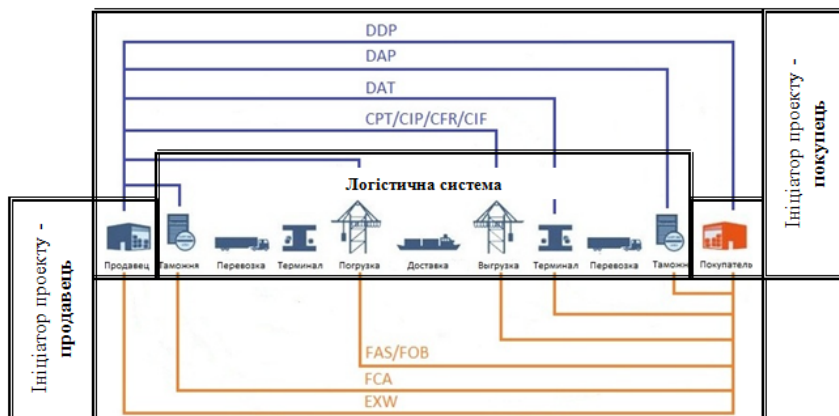 DDP
DAP
DAT
CPT/CIP/CFR/CIF
Логістична система
Продавец
Таможня
Перевозка
Терминал
Погрузка
Доставка
Выгрузка
Терминал
Перевозка
Таможн
Покупатель
FAS/FOB
FCA
EXW
Ініціатор проекту -
продавець
Ініціатор проекту -
покупець